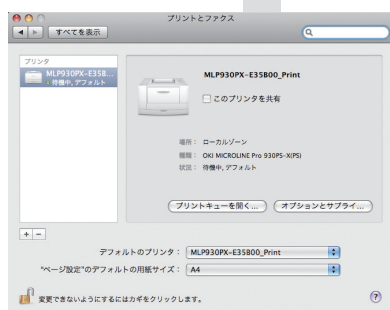 プリントとファクス
すべてを表示
プリンタ
MLP930PX-E358...
待機中, デフォルト
MLP930PX-E35B00_Print
このプリンタを共有
場所： ローカルゾーン
種類： OKI MICROLINE Pro 930PS-X(PS)
状況： 待機中, デフォルト
プリントキューを開く...
オプションとサプライ...
+ −
デフォルトのプリンタ： MLP930PX-E35B00_Print
"ページ設定"のデフォルトの用紙サイズ： A4
変更できないようにするにはカギをクリックします。
?